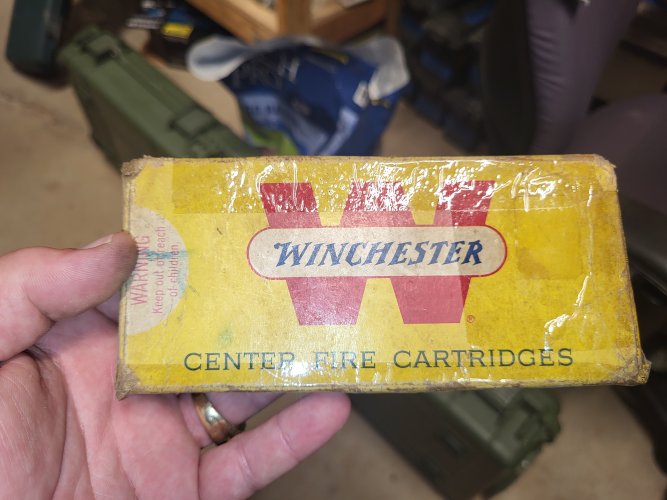 WINCHESTER
®
CENTER FIRE CARTRIDGES
WARNING
Keep out of reach
of children